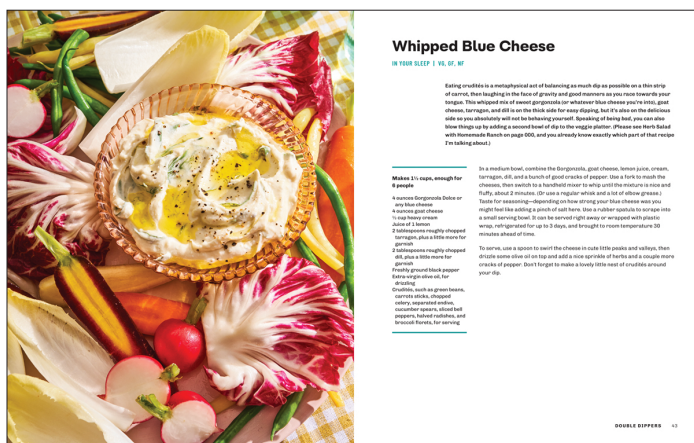 Whipped Blue Cheese
IN YOUR SLEEP | VG, GF, NF
Eating crudités is a metaphysical act of balancing as much dip as possible on a thin strip
of carrot, then laughing in the face of gravity and good manners as you race towards your
tongue. This whipped mix of sweet gorgonzola (or whatever blue cheese you're into), goat
cheese, tarragon, and dill is on the thick side for easy dipping, but it's also on the delicious
side so you absolutely will not be behaving yourself. Speaking of being bad, you can also
blow things up by adding a second bowl of dip to the veggie platter. (Please see Herb Salad
with Homemade Ranch on page 000, and you already know exactly which part of that recipe
I'm talking about.)
Makes 1½ cups, enough for
6 people
4 ounces Gorgonzola Dolce or
any blue cheese
4 ounces goat cheese
½ cup heavy cream
Juice of 1 lemon
2 tablespoons roughly chopped
tarragon, plus a little more for
garnish
2 tablespoons roughly chopped
dill, plus a little more for
garnish
Freshly ground black pepper
Extra-virgin olive oil, for
drizzling
Crudités, such as green beans,
carrots sticks, chopped
celery, separated endive,
cucumber spears, sliced bell
peppers, halved radishes, and
broccoli florets, for serving
In a medium bowl, combine the Gorgonzola, goat cheese, lemon juice, cream,
tarragon, dill, and a bunch of good cracks of pepper. Use a fork to mash the
cheeses, then switch to a handheld mixer to whip until the mixture is nice and
fluffy, about 2 minutes. (Or use a regular whisk and a lot of elbow grease.)
Taste for seasoning—depending on how strong your blue cheese was you
might feel like adding a pinch of salt here. Use a rubber spatula to scrape into
a small serving bowl. It can be served right away or wrapped with plastic
wrap, refrigerated for up to 3 days, and brought to room temperature 30
minutes ahead of time.
To serve, use a spoon to swirl the cheese in cute little peaks and valleys, then
drizzle some olive oil on top and add a nice sprinkle of herbs and a couple more
cracks of pepper. Don't forget to make a lovely little nest of crudités around
your dip.
DOUBLE DIPPERS 43